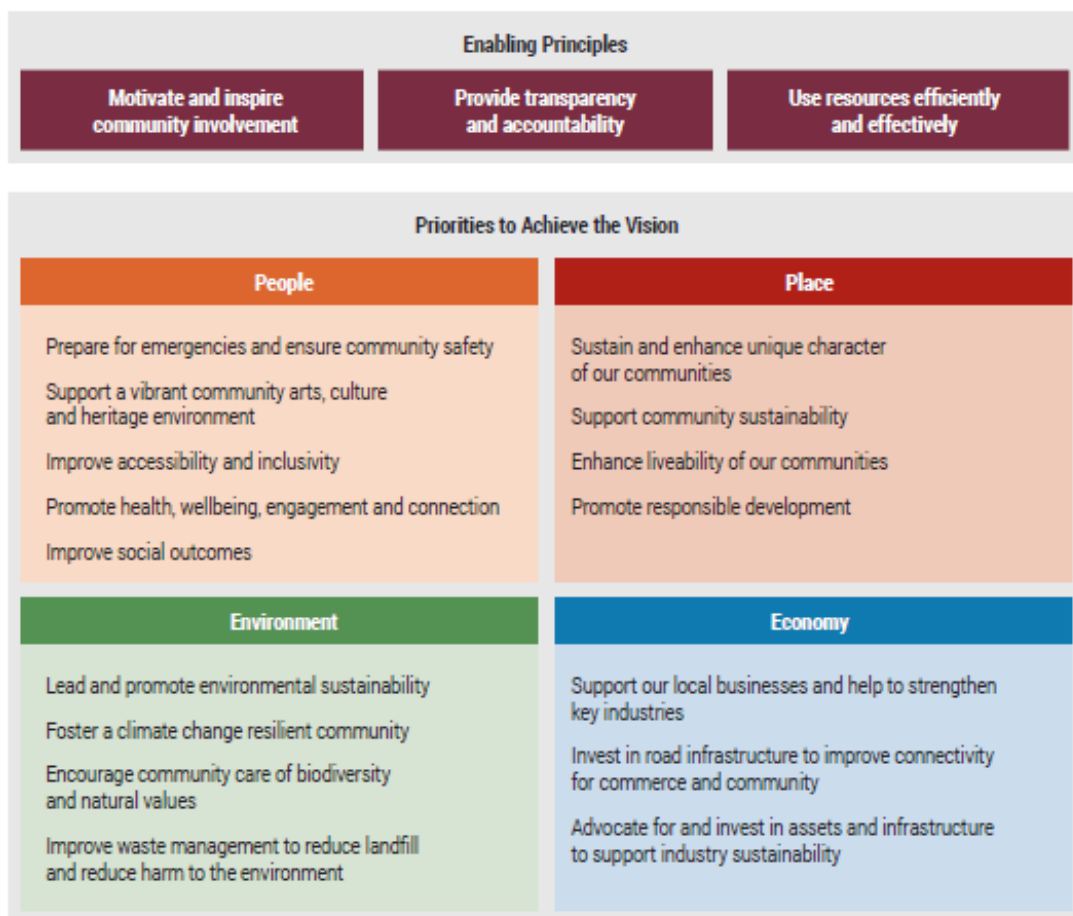 Enabling Principles
Motivate and inspire
community involvement
Provide transparency
and accountability
Use resources efficiently
and effectively
Priorities to Achieve the Vision
People
Prepare for emergencies and ensure community safety
Support a vibrant community arts, culture
and heritage environment
Improve accessibility and inclusivity
Promote health, wellbeing, engagement and connection
Improve social outcomes
Place
Sustain and enhance unique character
of our communities
Support community sustainability
Enhance liveability of our communities
Promote responsible development
Environment
Lead and promote environmental sustainability
Foster a climate change resilient community
Encourage community care of biodiversity
and natural values
Improve waste management to reduce landfill
and reduce harm to the environment
Economy
Support our local businesses and help to strengthen
key industries
Invest in road infrastructure to improve connectivity
for commerce and community
Advocate for and invest in assets and infrastructure
to support industry sustainability